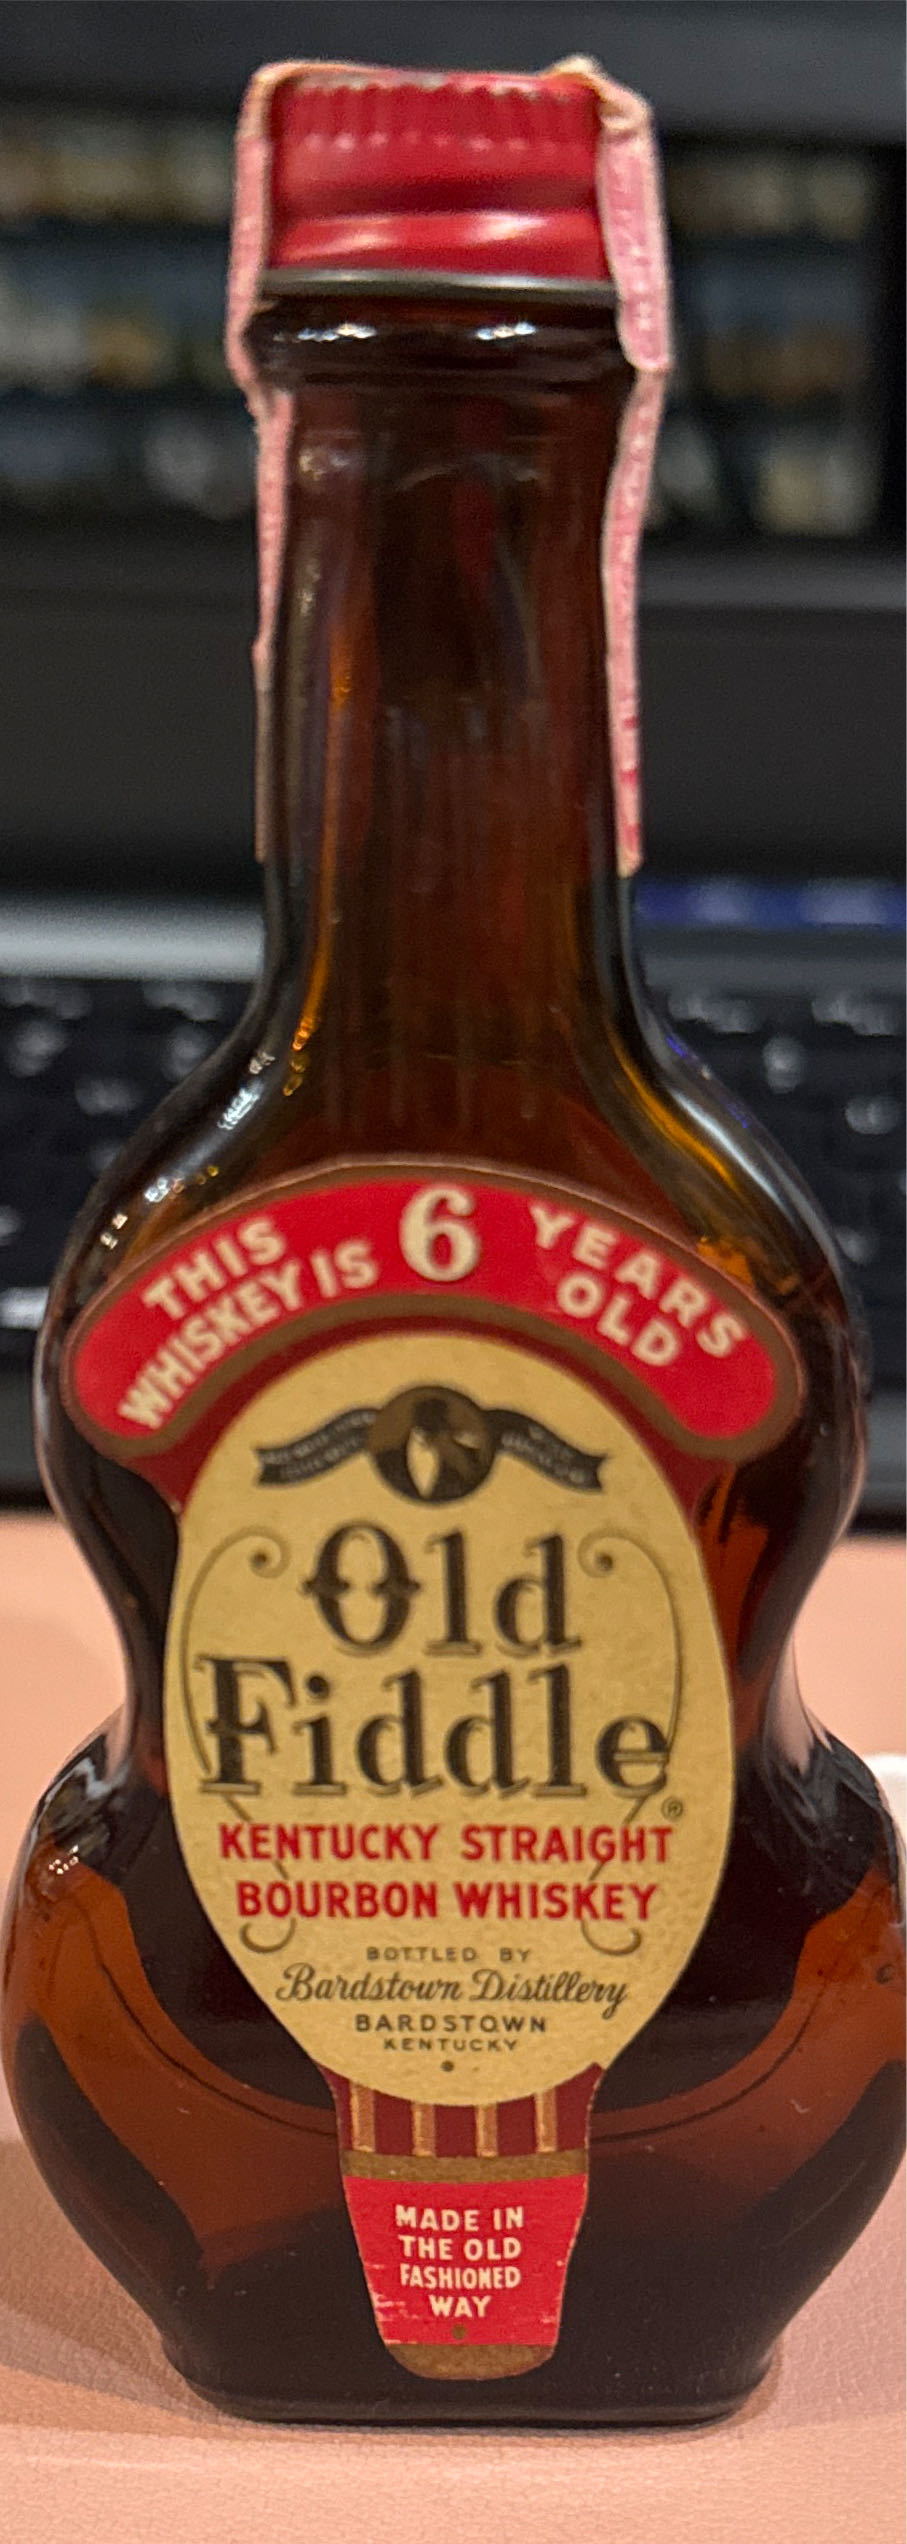 THIS
WHISKEY IS 6 YEARS
OLD
Old
Fiddle®
KENTUCKY STRAIGHT
BOURBON WHISKEY
BOTTLED BY
Bardstown Distillery
BARDSTOWN
KENTUCKY
MADE IN
THE OLD
FASHIONED
WAY